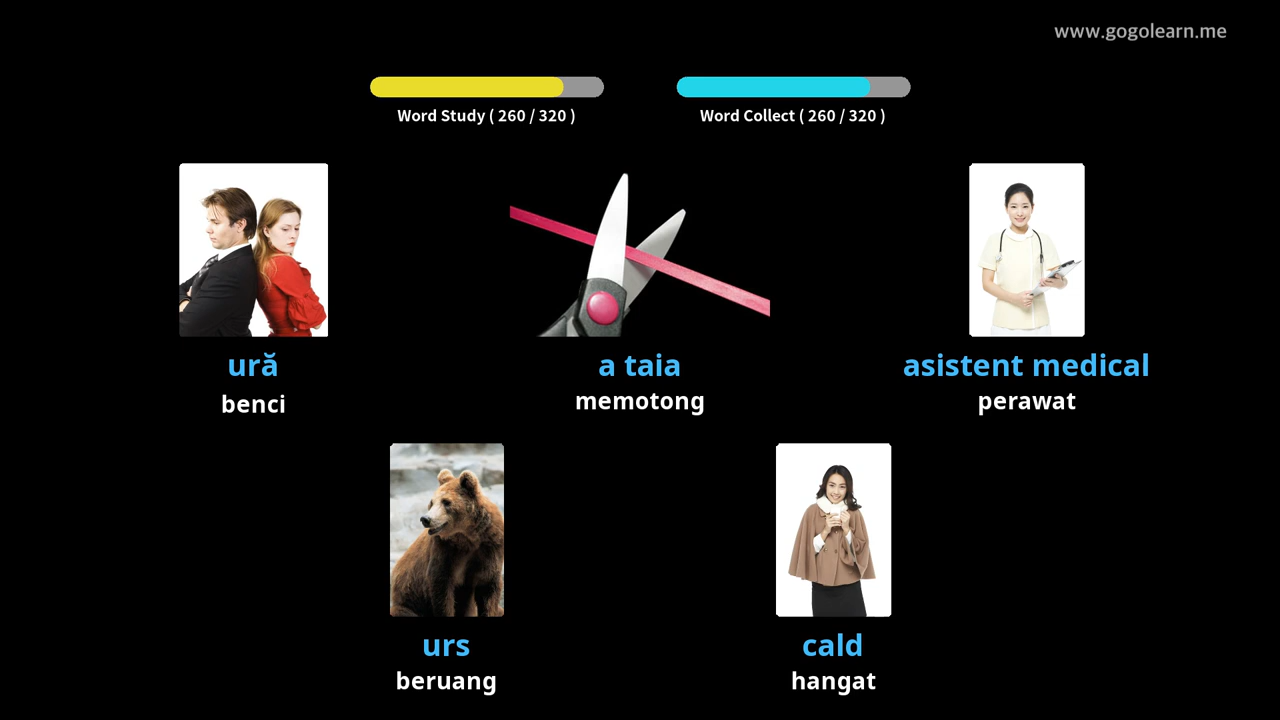 www.gogolearn.me
Word Study ( 260 / 320 )
Word Collect ( 260 / 320 )
ură
benci
a taia
memotong
asistent medical
perawat
urs
beruang
cald
hangat